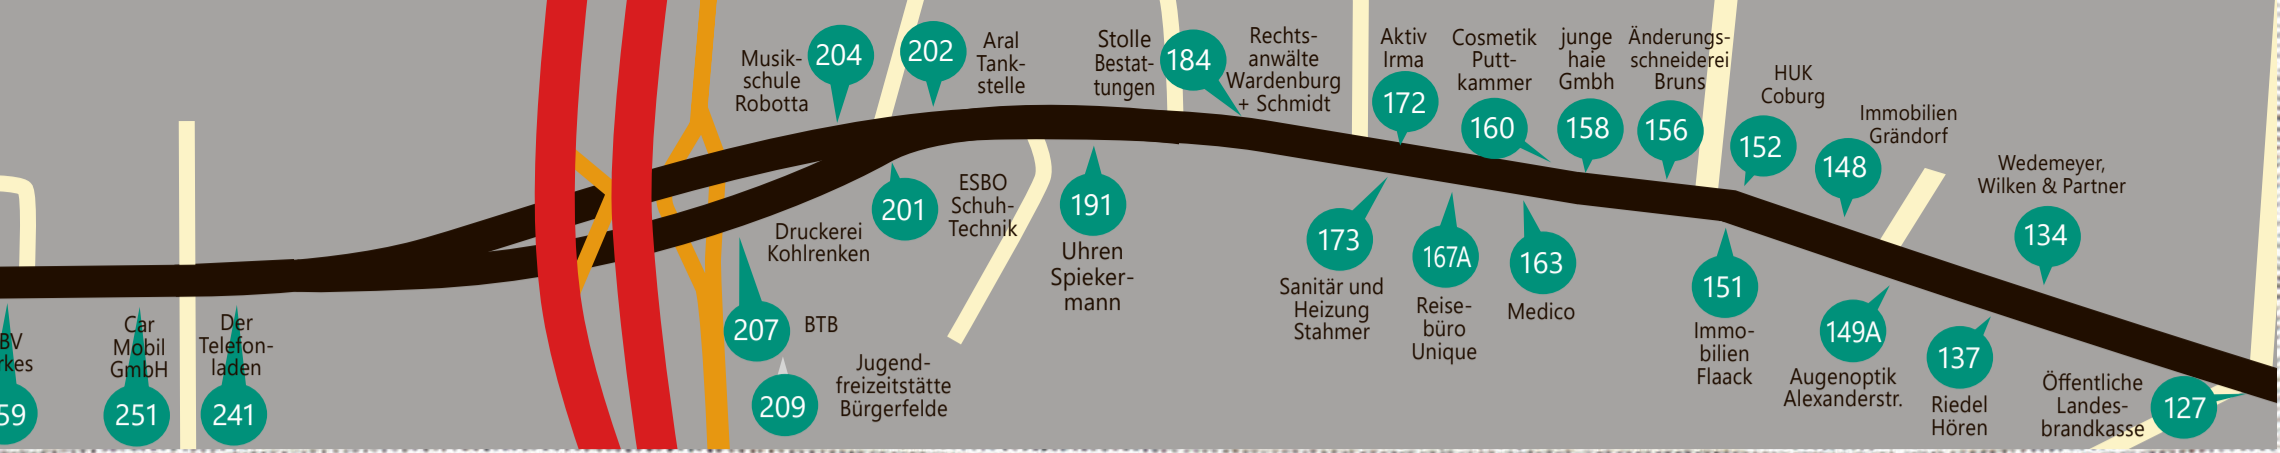 BV
rkes
59
Car
Mobil
GmbH
251
Der
Telefon-
laden
241
Musik-
schule
Robotta
204
202
Aral
Tank-
stelle
Druckerei
Kohlrenken
201
ESBO
Schuh-
Technik
207
BTB
209
Jugend-
freizeitstätte
Bürgerfelde
191
Uhren
Spieker-
mann
Stolle
Bestat-
tungen
184
Rechts-
anwälte
Wardenburg
+ Schmidt
Aktiv
Irma
172
Cosmetik
Putt-
kammer
160
junge
haie
Gmbh
158
Änderungs-
schneiderei
Bruns
156
HUK
Coburg
152
Immobilien
Grändorf
148
Wedemeyer,
Wilken & Partner
134
173
Sanitär und
Heizung
Stahmer
167A
Reise-
büro
Unique
163
Medico
151
Immo-
bilien
Flaack
149A
Augenoptik
Alexanderstr.
137
Riedel
Hören
Öffentliche
Landes-
brandkasse
127